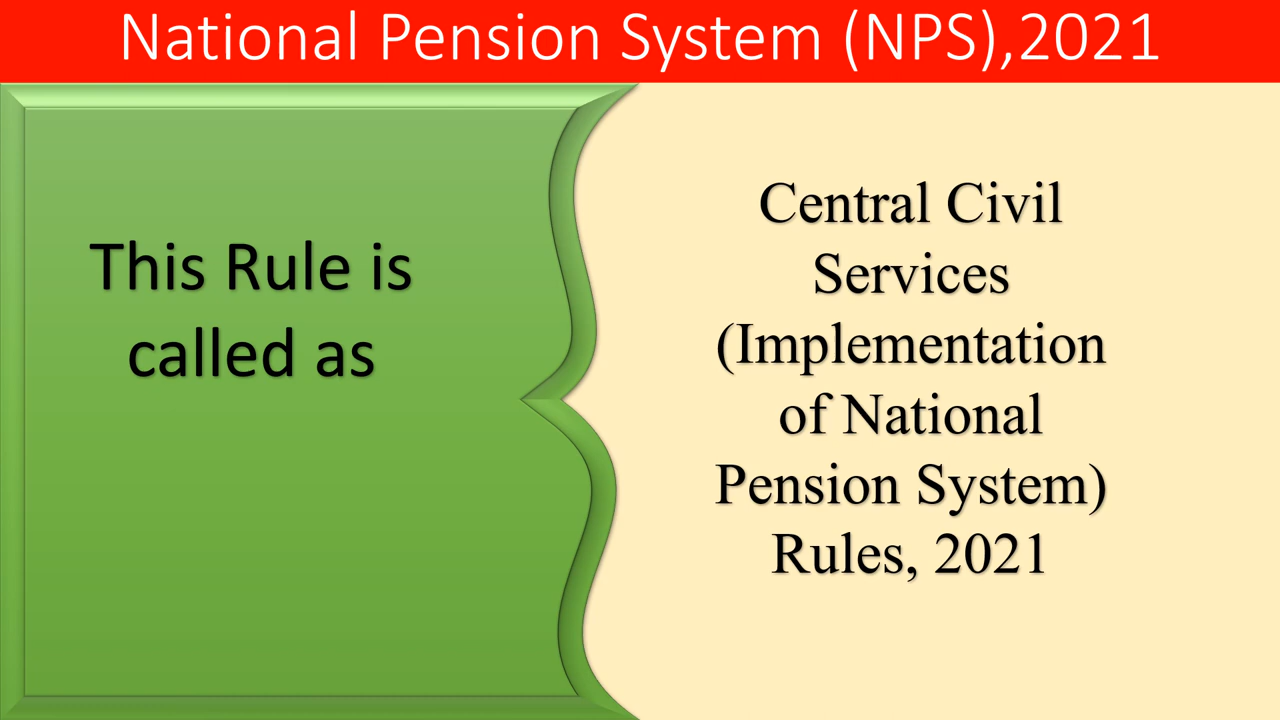 National Pension System (NPS),2021
This Rule is
called as
Central Civil
Services
(Implementation
of National
Pension System)
Rules, 2021